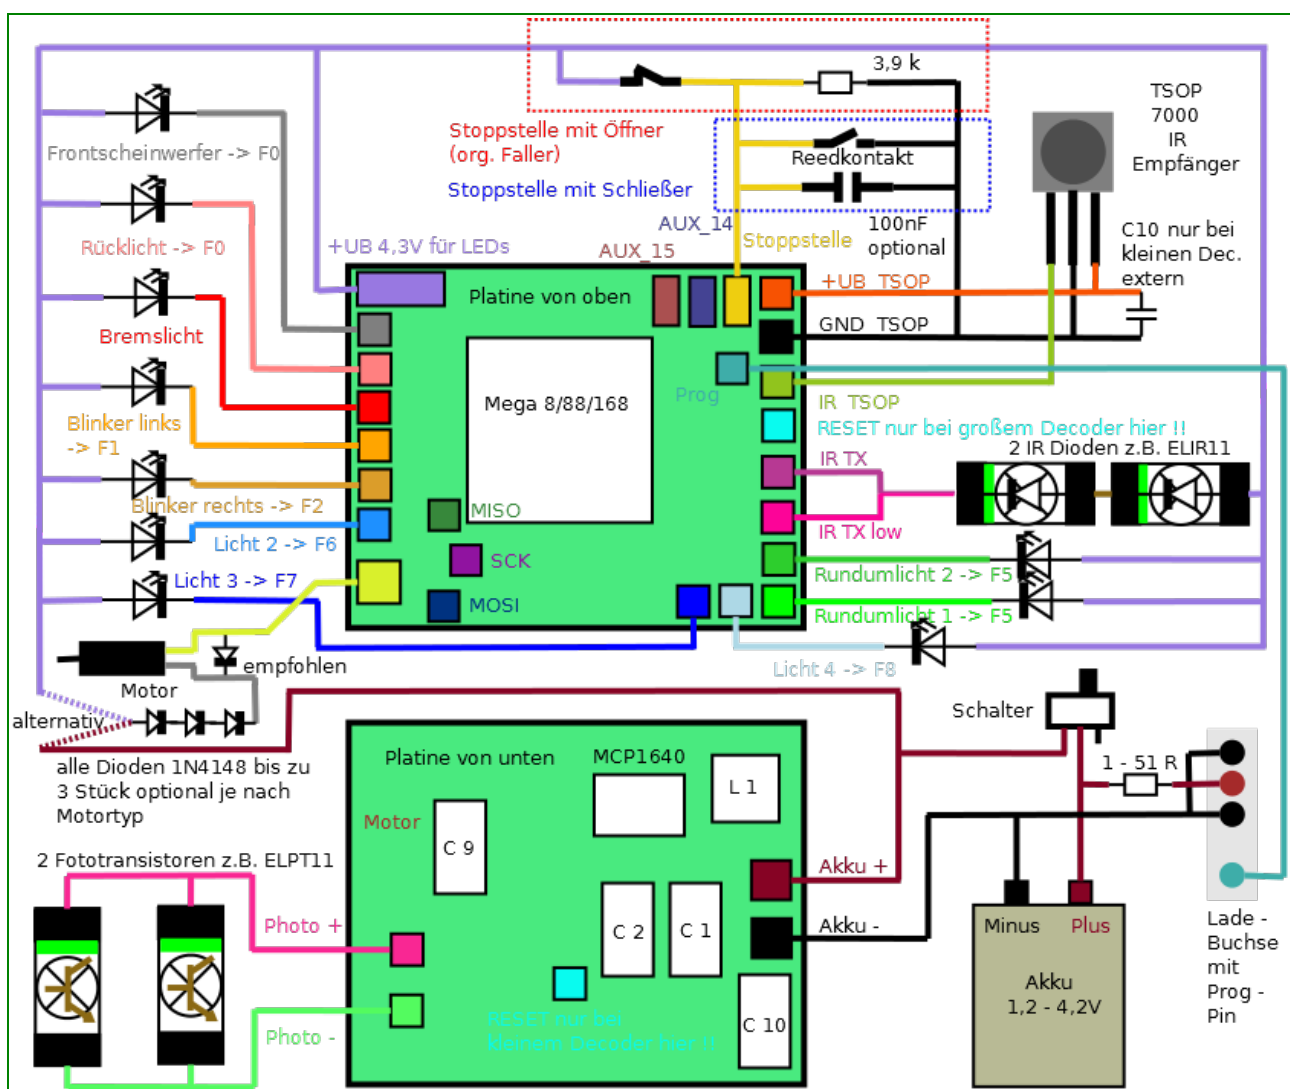 3,9 k
TSOP
7000
IR
Empfänger
Stoppstelle mit Öffner
(org. Faller)
Frontscheinwerfer -> F0
Reedkontakt
Stoppstelle mit Schließer
AUX_14
100nF
optional
C10 nur bei
kleinen Dec.
extern
Rücklicht -> F0
+UB 4,3V für LEDs
AUX_15
Stoppstelle
+UB TSOP
Platine von oben
GND TSOP
Bremslicht
Prog
Mega 8/88/168
IR TSOP
Blinker links
-> F1
RESET nur bei großem Decoder hier !!
2 IR Dioden z.B. ELIR11
IR TX
Blinker rechts -> F2
MISO
IR TX low
Licht 2 -> F6
SCK
Licht 3 -> F7
Rundumlicht 2 -> F5
MOSI
Rundumlicht 1 -> F5
empfohlen
Licht 4 -> F8
Motor
alternativ
Schalter
Platine von unten
MCP1640
alle Dioden 1N4148 bis zu
3 Stück optional je nach
Motortyp
1 - 51 R
L 1
Motor
C 9
2 Fototransistoren z.B. ELPT11
Akku +
Photo +
Akku -
C 2
C 1
Minus
Plus
Lade -
Buchse
mit
Prog -
Pin
Akku
1,2 - 4,2V
RESET nur bei
kleinem Decoder hier !!
C 10
Photo -